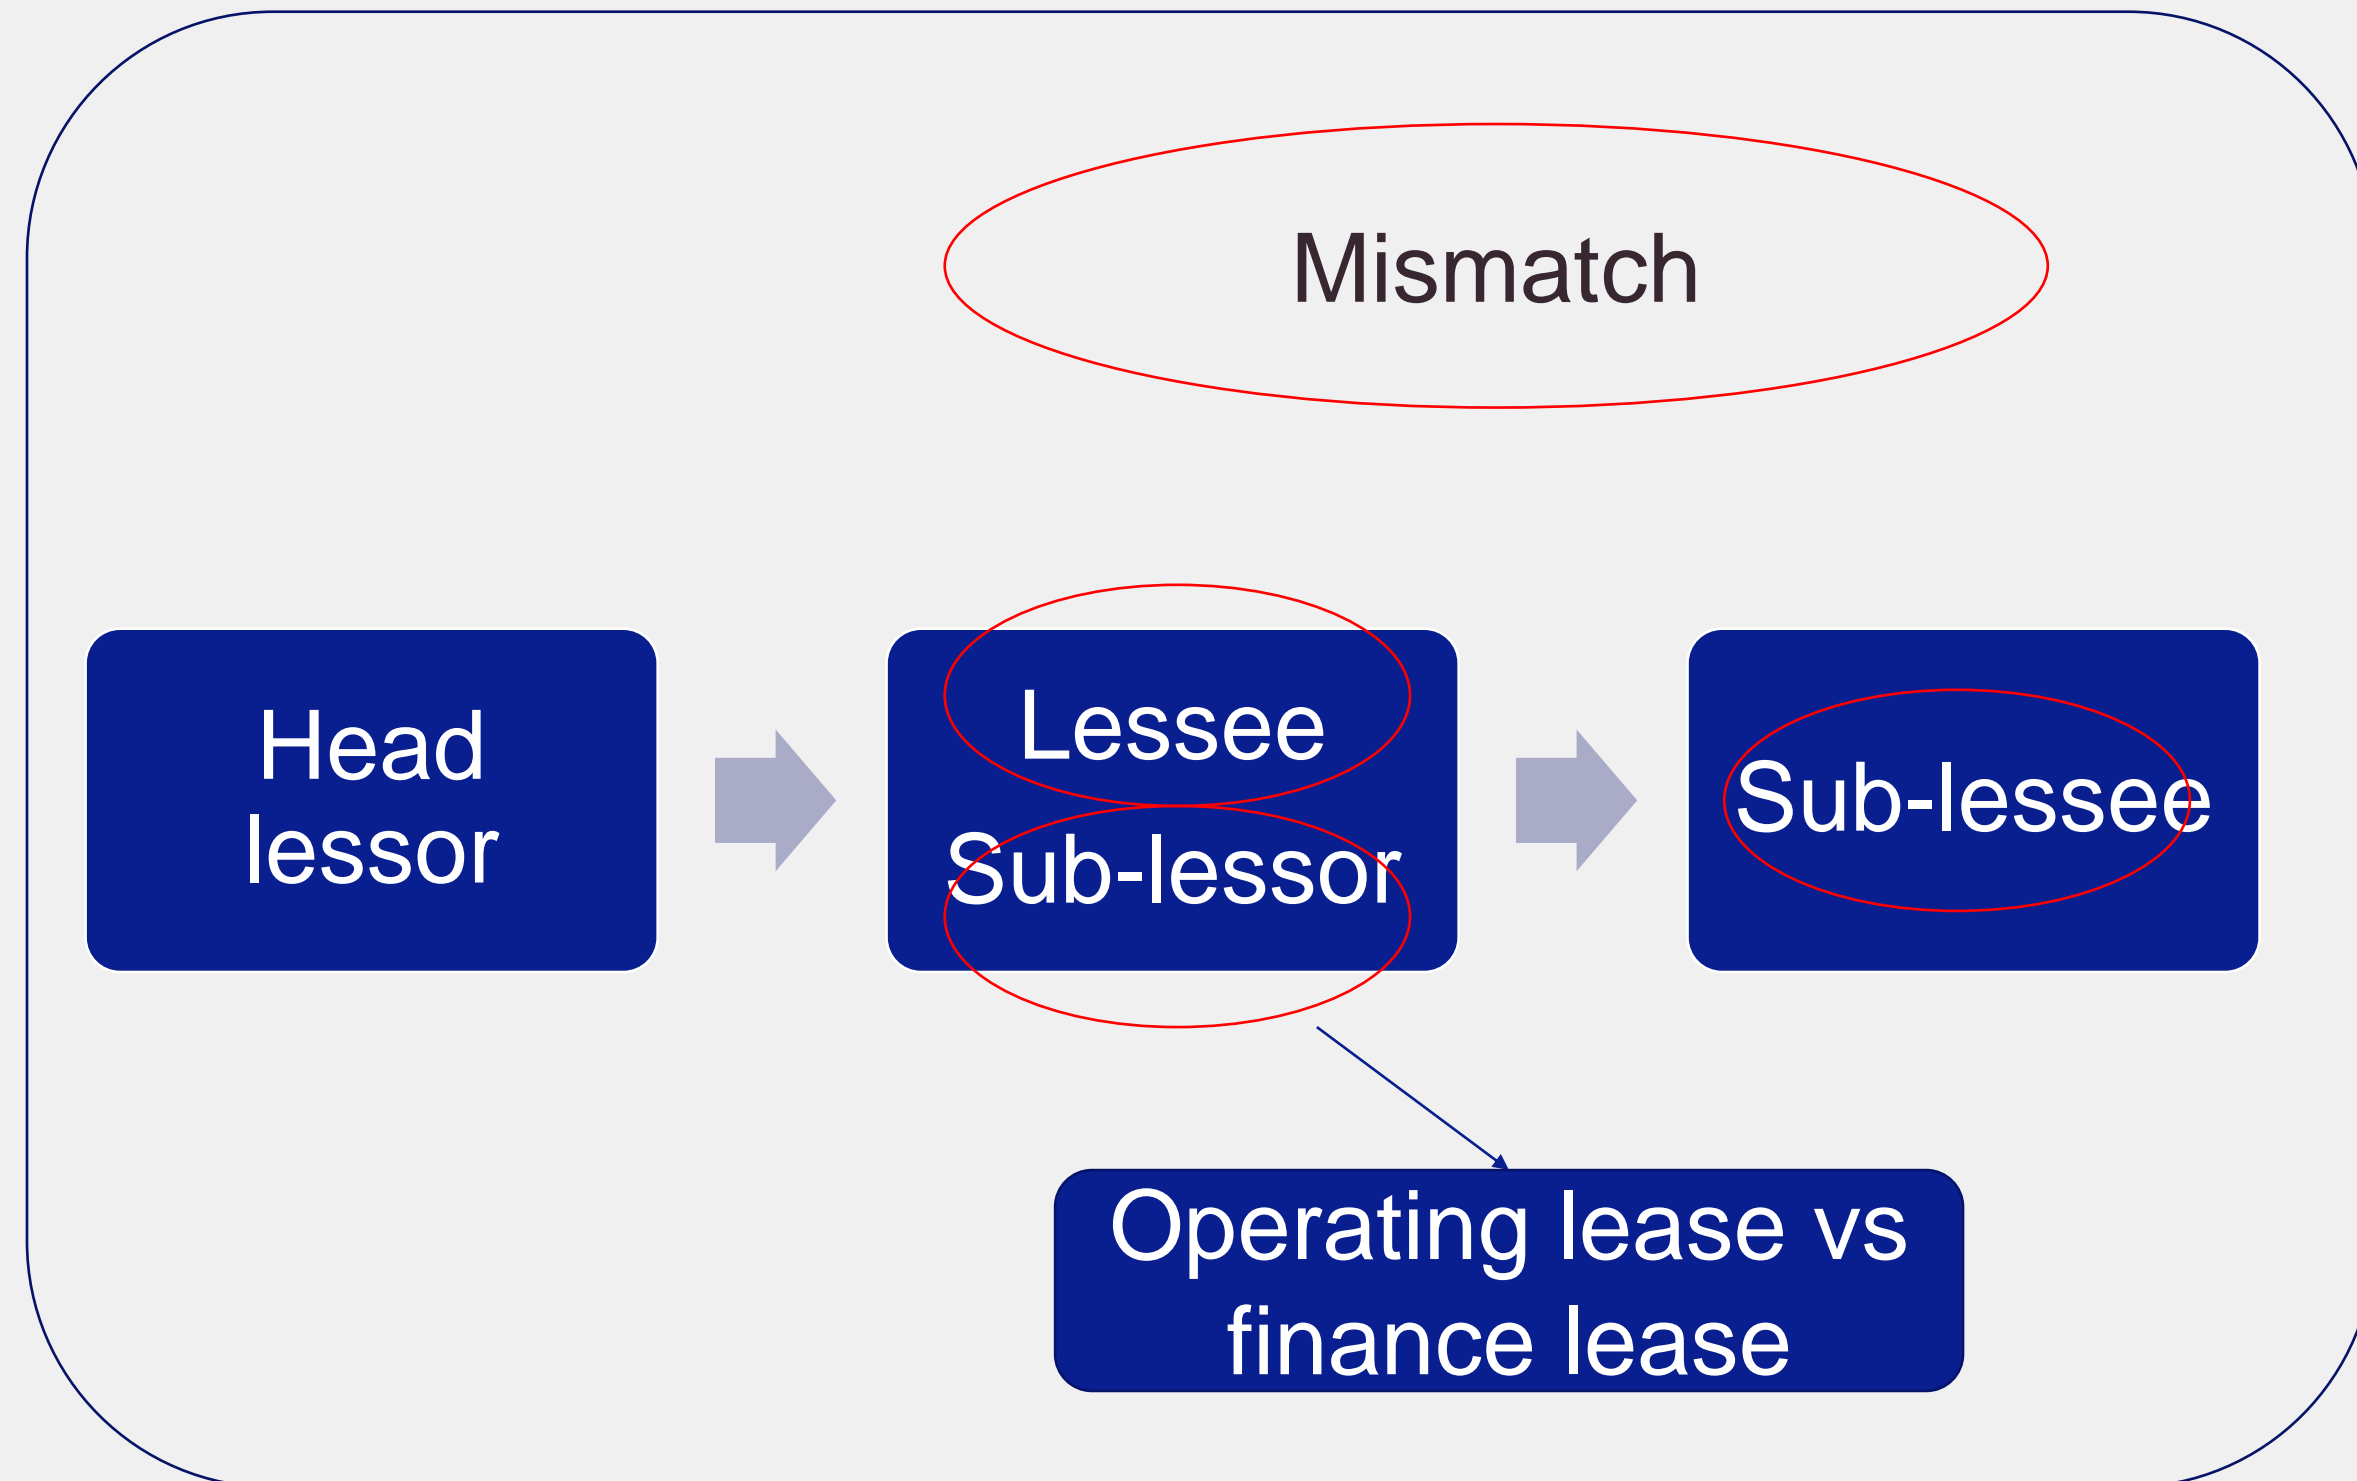 Mismatch
Head
lessor
Lessee
Sub-lessor
Sub-lessee
Operating lease vs
finance lease